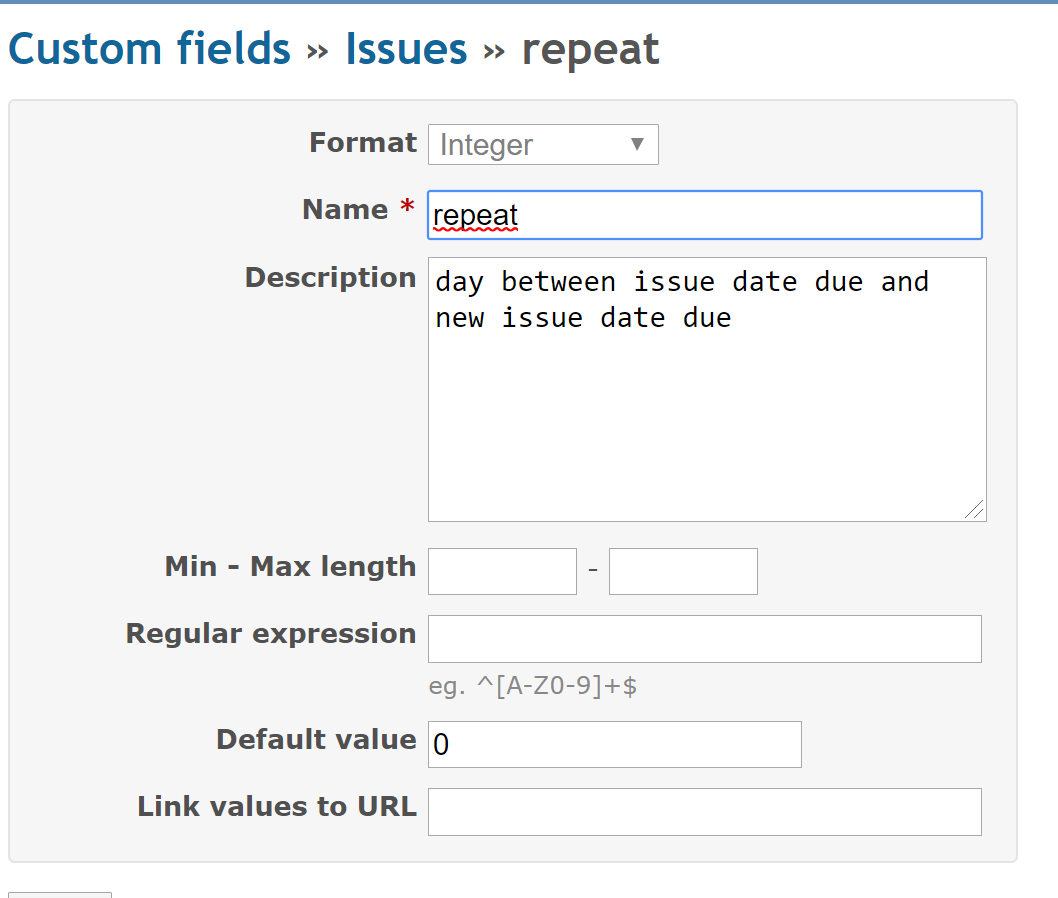 Custom fields » Issues » repeat
Format Integer ▼
Name * repeat
Description day between issue date due and
new issue date due
Min - Max length -
Regular expression
eg. ^[A-Z0-9]+$
Default value 0
Link values to URL